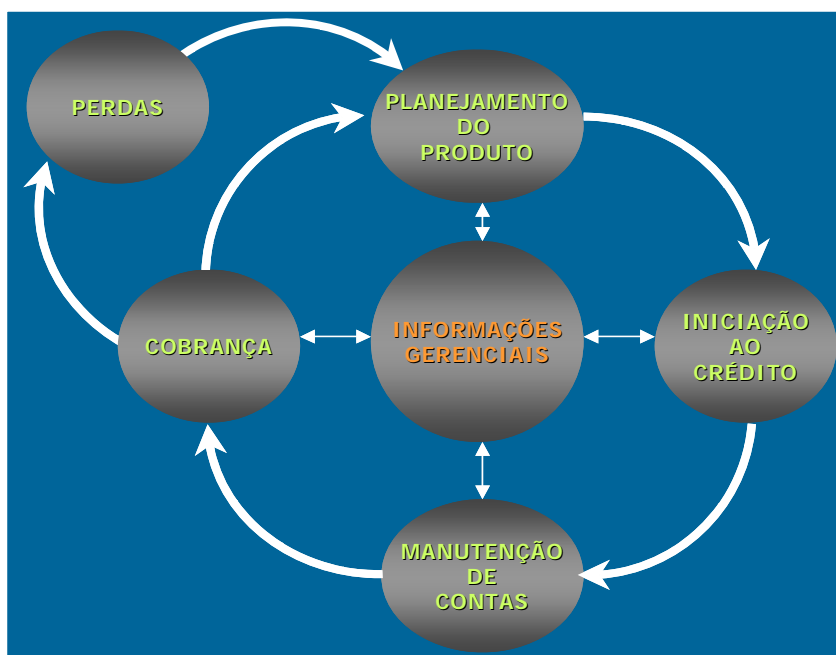 PERDAS
PLANEJAMENTO
DO
PRODUTO
COBRANÇA
INFORMAÇÕES
GERENCIAIS
INICIAÇÃO
AO
CRÉDITO
MANUTENÇÃO
DE
CONTAS